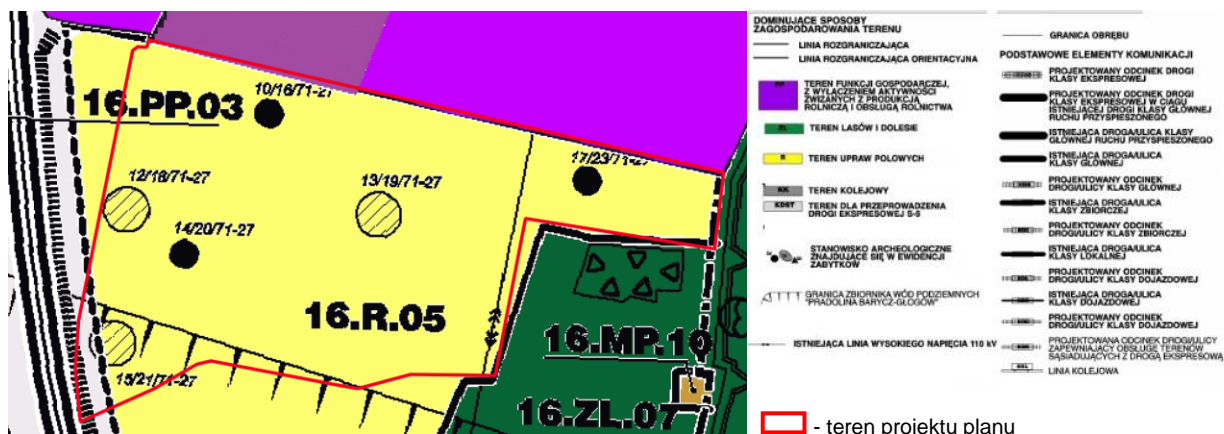 10/16/71-27
16.PP.03
17/23/71-27
12/18/71-27
13/19/71-27
14/20/71-27
16.R.05
15/21/71-27
16.MP.10
16.ZL.07
DOMINUJĄCE SPOSOBY
ZAGOSPODAROWANIA TERENU
LINIA ROZGRANICZAJĄCA
LINIA ROZGRANICZAJĄCA ORIENTACYJNA
TEREN FUNKCJI GOSPODARCZEJ,
Z WYŁĄCZENIEM AKTYWNOŚCI
ZWIZANYCH Z PRODUKCJĄ
ROLNICZĄ I OBSŁUGĄ ROLNICTWA
ZL TEREN LASÓW I DOLESIE
R TEREN UPRAW POLOWYCH
KK TEREN KOLEJOWY
KDST TEREN DLA PRZEPROWADZENIA
DROGI EKSPRESOWEJ S-5
STANOWISKO ARCHEOLOGICZNE
ZNAJDUJĄCE SIĘ W EWIDENCJI
ZABYTKÓW
GRANICA ZBIORNIKA WÓD PODZIEMNYCH
"PRADOLINA BARYCZ-GŁOGÓW"
ISTNIEJĄCA LINIA WYSOKIEGO NAPIĘCIA 110 kV
GRANICA OBRĘBU
PODSTAWOWE ELEMENTY KOMUNIKACJI
PROJEKTOWANY ODCINEK DROGI
KLASY EKSPRESOWEJ
PROJEKTOWANY ODCINEK DROGI
KLASY EKSPRESOWEJ W CIĄGU
ISTNIEJĄCEJ DROGI KLASY GŁÓWNEJ
RUCHU PRZYSPIESZONEGO
ISTNIEJĄCA DROGA/ULICA KLASY
GŁÓWNEJ RUCHU PRZYSPIESZONEGO
ISTNIEJĄCA DROGA/ULICA
KLASY GŁÓWNEJ
PROJEKTOWANY ODCINEK
DROGI/ULICY KLASY GŁÓWNEJ
ISTNIEJĄCA DROGA/ULICA
KLASY ZBIORCZEJ
PROJEKTOWANY ODCINEK
DROGI/ULICY KLASY ZBIORCZEJ
ISTNIEJĄCA DROGA/ULICA
KLASY LOKALNEJ
PROJEKTOWANY ODCINEK
DROGI/ULICY KLASY DOJAZDOWEJ
ISTNIEJĄCA DROGA/ULICA
KLASY DOJAZDOWEJ
PROJEKTOWANY ODCINEK
DROGI/ULICY KLASY DOJAZDOWEJ
PROJEKTOWANA ODCINEK DROGI/ULICY
ZAPEWNIAJĄCY OBSŁUGĘ TERENÓW
SĄSIADUJĄCYCH Z DROGĄ EKSPRESOWĄ
LINIA KOLEJOWA
- teren projektu planu